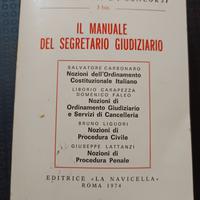 5 bis
IL MANUALE
DEL SEGRETARIO GIUDIZIARIO
SALVATORE CARBONARO
Nozioni dell'Ordinamento
Costituzionale Italiano
LIBORIO CARAPEZZA
DOMENICO FALEO
Nozioni di
Ordinamento Giudiziario
e Servizi di Cancelleria
BRUNO LIGUORI
Nozioni di
Procedura Civile
GIUSEPPE LATTANZI
Nozioni di
Procedura Penale
EDITRICE «LA NAVICELLA»
ROMA 1974